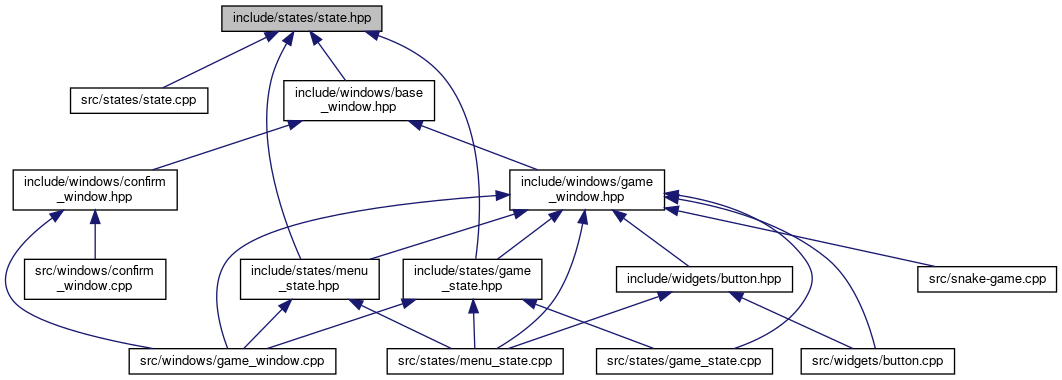 include/states/state.hpp
src/states/state.cpp
include/windows/base
_window.hpp
include/windows/confirm
_window.hpp
include/windows/game
_window.hpp
src/windows/confirm
_window.cpp
include/states/menu
_state.hpp
include/states/game
_state.hpp
include/widgets/button.hpp
src/snake-game.cpp
src/windows/game_window.cpp
src/states/menu_state.cpp
src/states/game_state.cpp
src/widgets/button.cpp